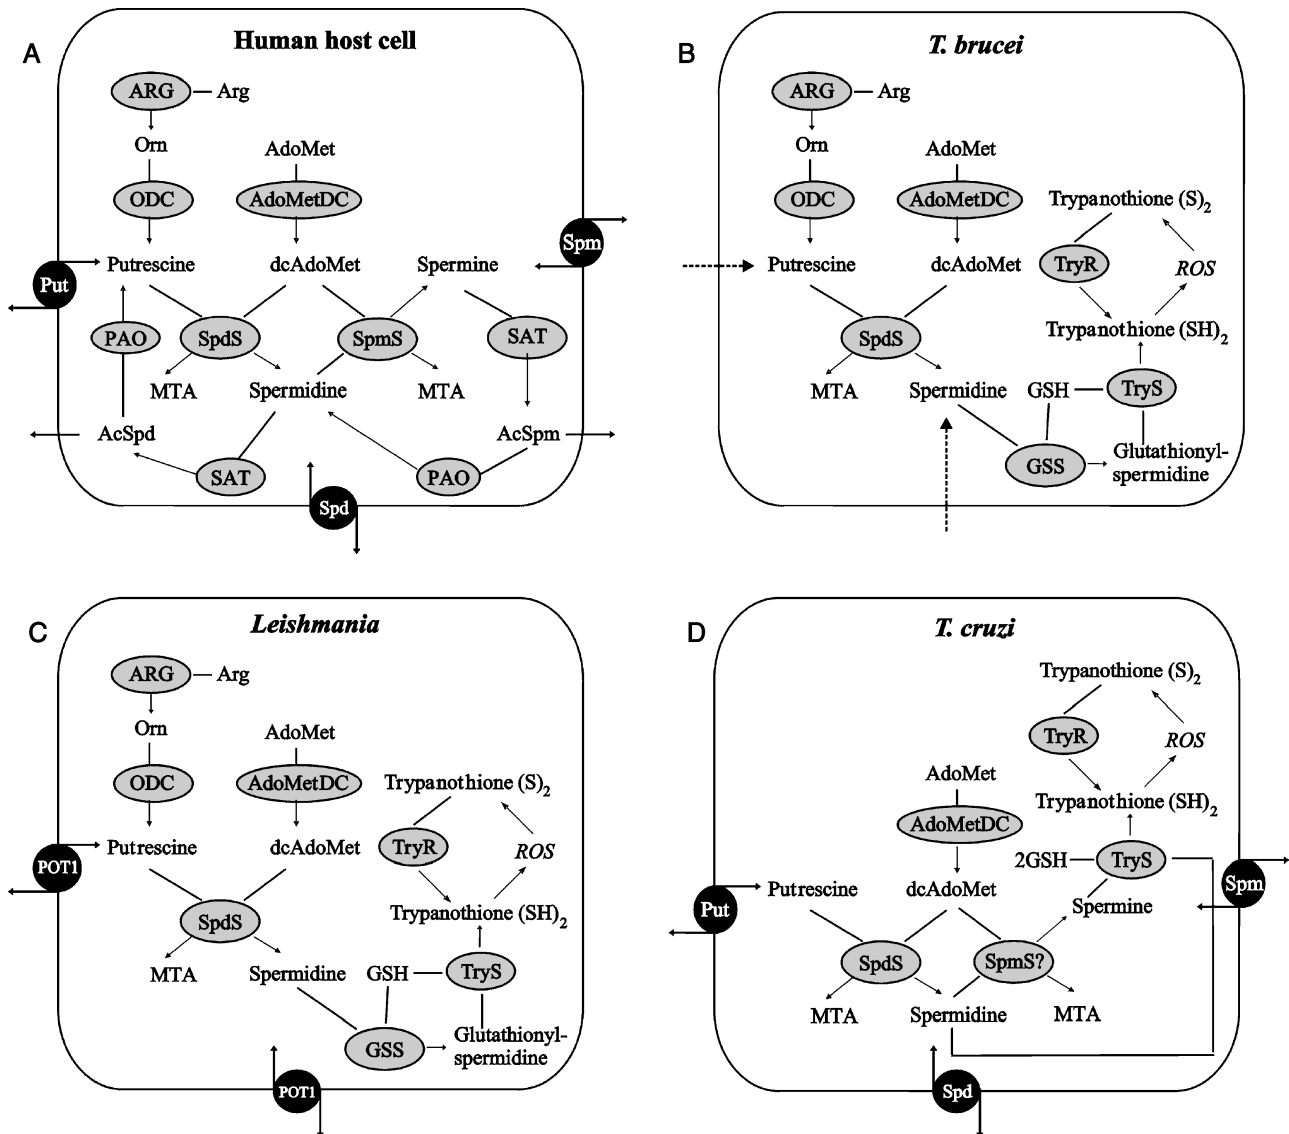 A
Human host cell
ARG
Arg
Orn
AdoMet
ODC
AdoMetDC
Spm
Putrescine
dcAdoMet
Spermine
Put
PAO
SpdS
SpmS
SAT
MTA
Spermidine
MTA
AcSpd
AcSpm
SAT
PAO
Spd
B
T. brucei
ARG
Arg
Orn
AdoMet
ODC
AdoMetDC
Trypanothione (S)2
Putrescine
dcAdoMet
TryR
ROS
SpdS
Trypanothione (SH)2
MTA
Spermidine
GSH
TryS
GSS
Glutathionyl-
spermidine
C
Leishmania
ARG
Arg
Orn
AdoMet
ODC
AdoMetDC
Trypanothione (S)2
POT1
Putrescine
dcAdoMet
TryR
ROS
SpdS
Trypanothione (SH)2
MTA
Spermidine
GSH
TryS
GSS
Glutathionyl-
spermidine
POT1
D
T. cruzi
Trypanothione (S)2
TryR
ROS
AdoMet
Trypanothione (SH)2
AdoMetDC
2GSH
TryS
Spm
Put
Putrescine
dcAdoMet
Spermine
SpdS
SpmS?
MTA
Spermidine
MTA
Spd